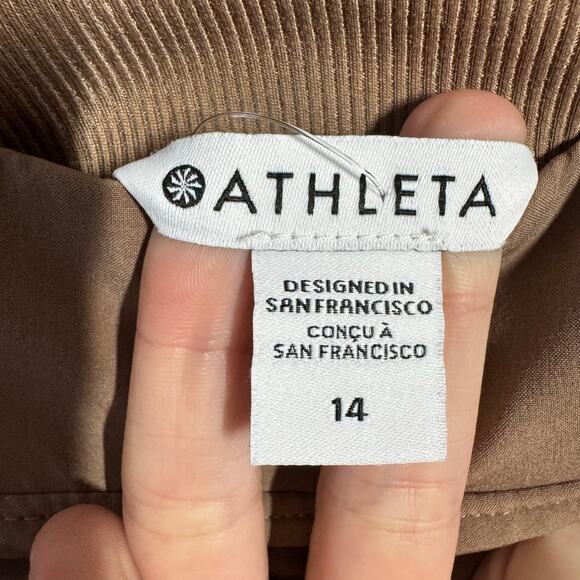 ATHLETA
DESIGNED IN
SAN FRANCISCO
CONÇU À
SAN FRANCISCO
14